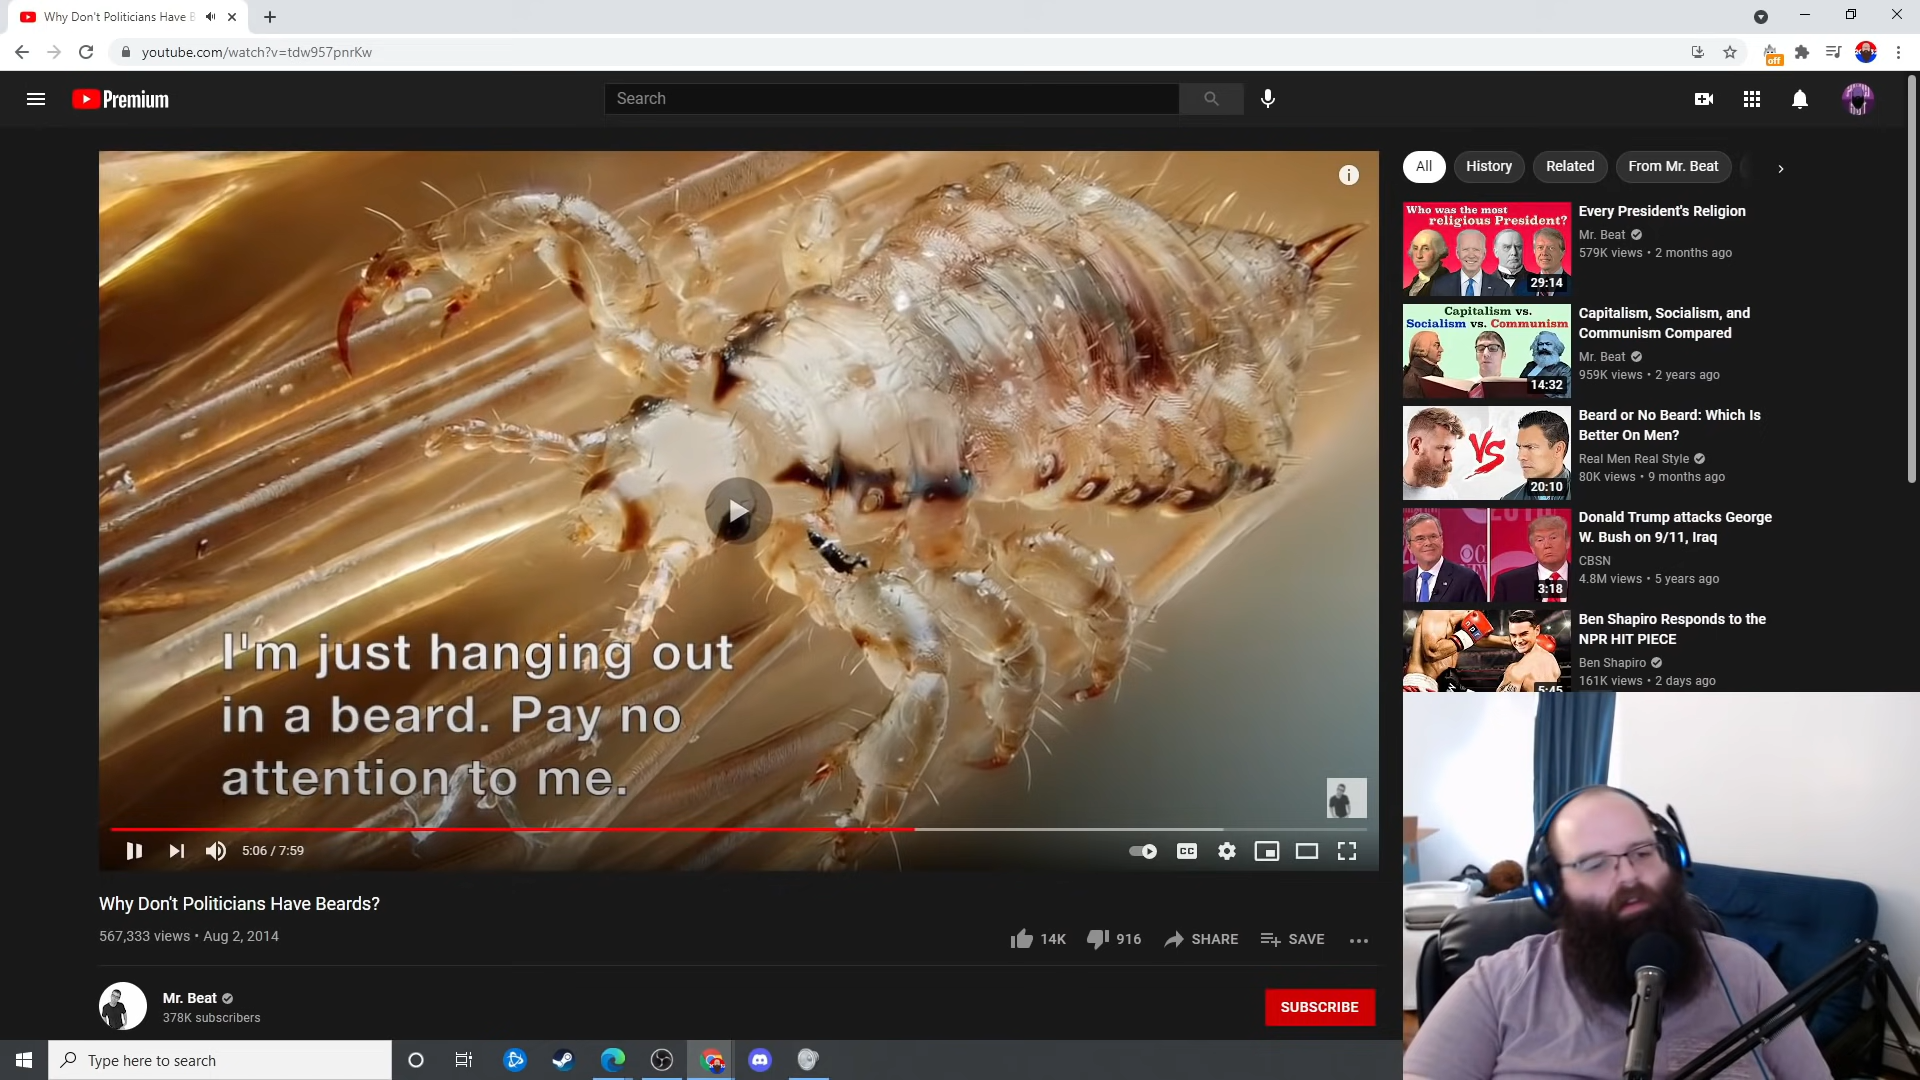 Why Don't Politicians Have B
youtube.com/watch?v=tdw957pnrKw
off
Premium
Search
I'm just hanging out
in a beard. Pay no
attention to me.
5:06 / 7:59
CC
Why Don't Politicians Have Beards?
567,333 views • Aug 2, 2014
14K
916
SHARE
SAVE
Mr. Beat
378K subscribers
SUBSCRIBE
All
History
Related
From Mr. Beat
Who was the most
religious President?
29:14
Every President's Religion
Mr. Beat
579K views • 2 months ago
Capitalism vs.
Socialism vs. Communism
14:32
Capitalism, Socialism, and
Communism Compared
Mr. Beat
959K views • 2 years ago
VS
20:10
Beard or No Beard: Which Is
Better On Men?
Real Men Real Style
80K views • 9 months ago
3:18
Donald Trump attacks George
W. Bush on 9/11, Iraq
CBSN
4.8M views • 5 years ago
npr
5:45
Ben Shapiro Responds to the
NPR HIT PIECE
Ben Shapiro
161K views • 2 days ago
Type here to search